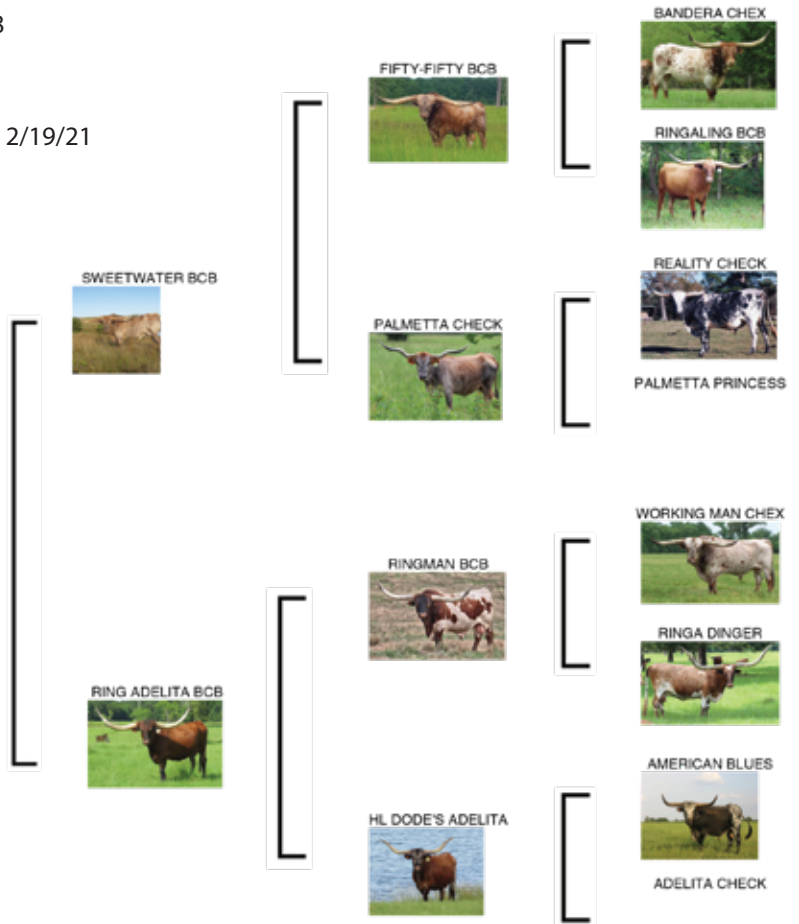 BANDERA CHEX
FIFTY-FIFTY BCB
2/19/21
RINGALING BCB
SWEETWATER BCB
REALITY CHECK
PALMETTA CHECK
PALMETTA PRINCESS
WORKING MAN CHEX
RINGMAN BCB
RINGA DINGER
RING ADELITA BCB
AMERICAN BLUES
HL DODE'S ADELITA
ADELITA CHECK